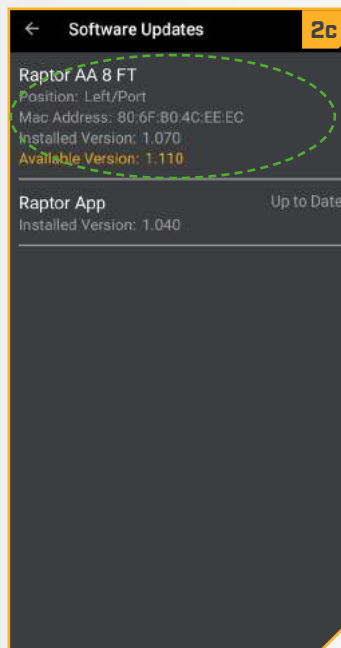 ← Software Updates
2c
Raptor AA 8 FT
Position: Left/Port
Mac Address: 80:6F:B0:4C:EE:EC
Installed Version: 1.070
Available Version: 1.110
Raptor App Up to Date
Installed Version: 1.040